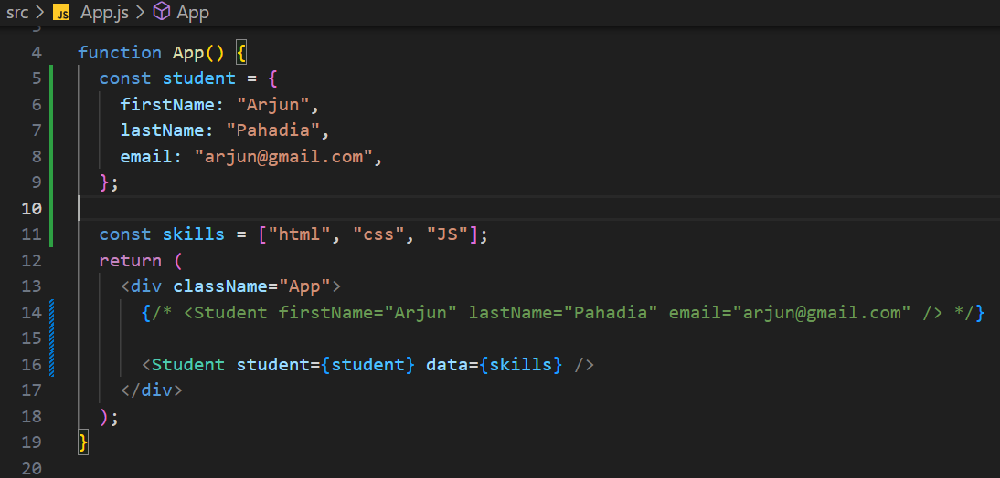 src > JS App.js > App
3
4 function App() {
5 const student = {
6 firstName: "Arjun",
7 lastName: "Pahadia",
8 email: "arjun@gmail.com",
9 };
10
11 const skills = ["html", "css", "JS"];
12 return (
13 <div className="App">
14 {/* <Student firstName="Arjun" lastName="Pahadia" email="arjun@gmail.com" /> */}
15
16 <Student student={student} data={skills} />
17 </div>
18 );
19 }
20